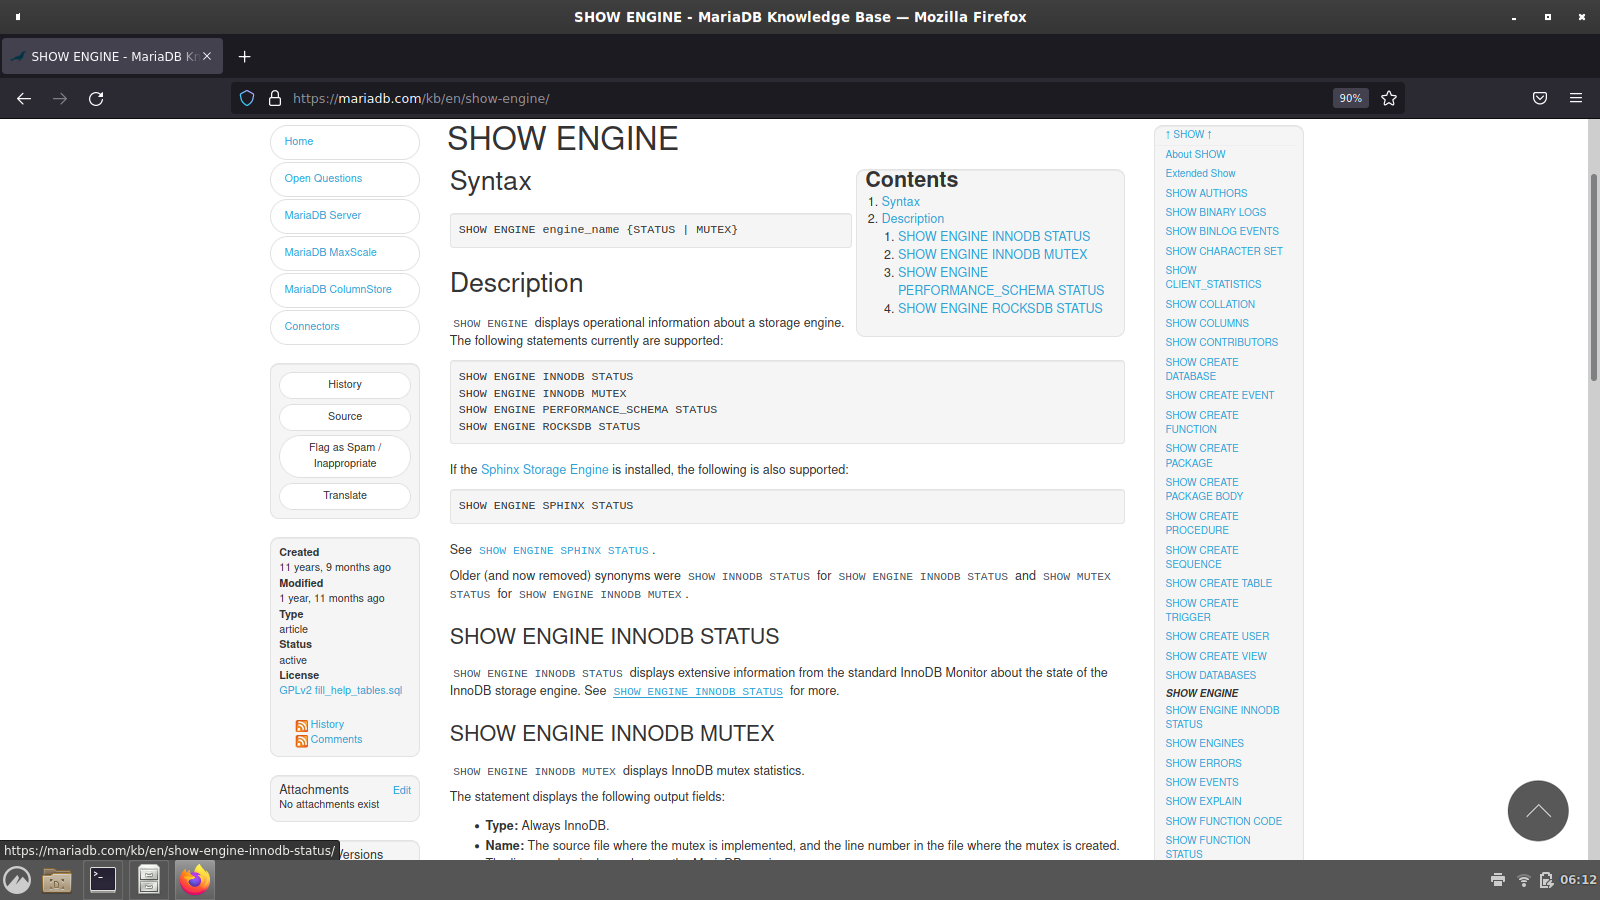 SHOW ENGINE - MariaDB Knowledge Base — Mozilla Firefox
SHOW ENGINE - MariaDB Kn
https://mariadb.com/kb/en/show-engine/
90%
Home
Open Questions
MariaDB Server
MariaDB MaxScale
MariaDB ColumnStore
Connectors
History
Source
Flag as Spam /
Inappropriate
Translate
Created
11 years, 9 months ago
Modified
1 year, 11 months ago
Type
article
Status
active
License
GPLv2 fill_help_tables.sql
History
Comments
Attachments Edit
No attachments exist
Versions
SHOW ENGINE
Syntax
SHOW ENGINE engine_name {STATUS | MUTEX}
Contents
1. Syntax
2. Description
1. SHOW ENGINE INNODB STATUS
2. SHOW ENGINE INNODB MUTEX
3. SHOW ENGINE
PERFORMANCE_SCHEMA STATUS
4. SHOW ENGINE ROCKSDB STATUS
Description
SHOW ENGINE displays operational information about a storage engine.
The following statements currently are supported:
SHOW ENGINE INNODB STATUS
SHOW ENGINE INNODB MUTEX
SHOW ENGINE PERFORMANCE_SCHEMA STATUS
SHOW ENGINE ROCKSDB STATUS
If the Sphinx Storage Engine is installed, the following is also supported:
SHOW ENGINE SPHINX STATUS
See SHOW ENGINE SPHINX STATUS .
Older (and now removed) synonyms were SHOW INNODB STATUS for SHOW ENGINE INNODB STATUS and SHOW MUTEX
STATUS for SHOW ENGINE INNODB MUTEX .
SHOW ENGINE INNODB STATUS
SHOW ENGINE INNODB STATUS displays extensive information from the standard InnoDB Monitor about the state of the
InnoDB storage engine. See SHOW ENGINE INNODB STATUS for more.
SHOW ENGINE INNODB MUTEX
SHOW ENGINE INNODB MUTEX displays InnoDB mutex statistics.
The statement displays the following output fields:
• Type: Always InnoDB.
• Name: The source file where the mutex is implemented, and the line number in the file where the mutex is created.
↑ SHOW ↑
About SHOW
Extended Show
SHOW AUTHORS
SHOW BINARY LOGS
SHOW BINLOG EVENTS
SHOW CHARACTER SET
SHOW
CLIENT_STATISTICS
SHOW COLLATION
SHOW COLUMNS
SHOW CONTRIBUTORS
SHOW CREATE
DATABASE
SHOW CREATE EVENT
SHOW CREATE
FUNCTION
SHOW CREATE
PACKAGE
SHOW CREATE
PACKAGE BODY
SHOW CREATE
PROCEDURE
SHOW CREATE
SEQUENCE
SHOW CREATE TABLE
SHOW CREATE
TRIGGER
SHOW CREATE USER
SHOW CREATE VIEW
SHOW DATABASES
SHOW ENGINE
SHOW ENGINE INNODB
STATUS
SHOW ENGINES
SHOW ERRORS
SHOW EVENTS
SHOW EXPLAIN
SHOW FUNCTION CODE
SHOW FUNCTION
STATUS
https://mariadb.com/kb/en/show-engine-innodb-status/
06:12